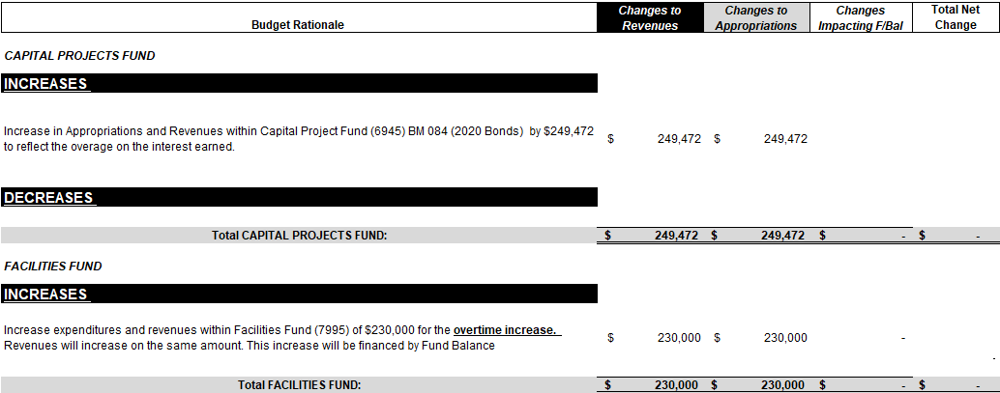 Budget Rationale Changes to Revenues Changes to Appropriations Changes Impacting F/Bal Total Net Change
CAPITAL PROJECTS FUND
INCREASES
Increase in Appropriations and Revenues within Capital Project Fund (6945) BM 084 (2020 Bonds) by $249,472
to reflect the overage on the interest earned.
$ 249,472 $ 249,472
DECREASES
Total CAPITAL PROJECTS FUND: $ 249,472 $ 249,472 $ - $ -
FACILITIES FUND
INCREASES
Increase expenditures and revenues within Facilities Fund (7995) of $230,000 for the overtime increase.
Revenues will increase on the same amount. This increase will be financed by Fund Balance
$ 230,000 $ 230,000 -
-
Total FACILITIES FUND: $ 230,000 $ 230,000 $ - $ -